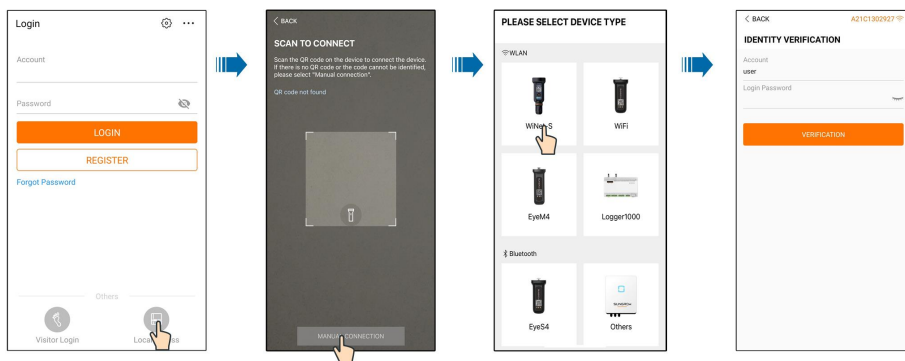 Login
Account
Password
LOGIN
REGISTER
Forgot Password
Others
Visitor Login
< BACK
SCAN TO CONNECT
Scan the QR code on the device to connect the device.
If there is no QR code or the code cannot be identified,
please select "Manual connection".
QR code not found
PLEASE SELECT DEVICE TYPE
WLAN
WiFi
EyeM4
Logger1000
Bluetooth
EyeS4
Others
< BACK
A21C1302927
IDENTITY VERIFICATION
Account
user
Login Password
VERIFICATION